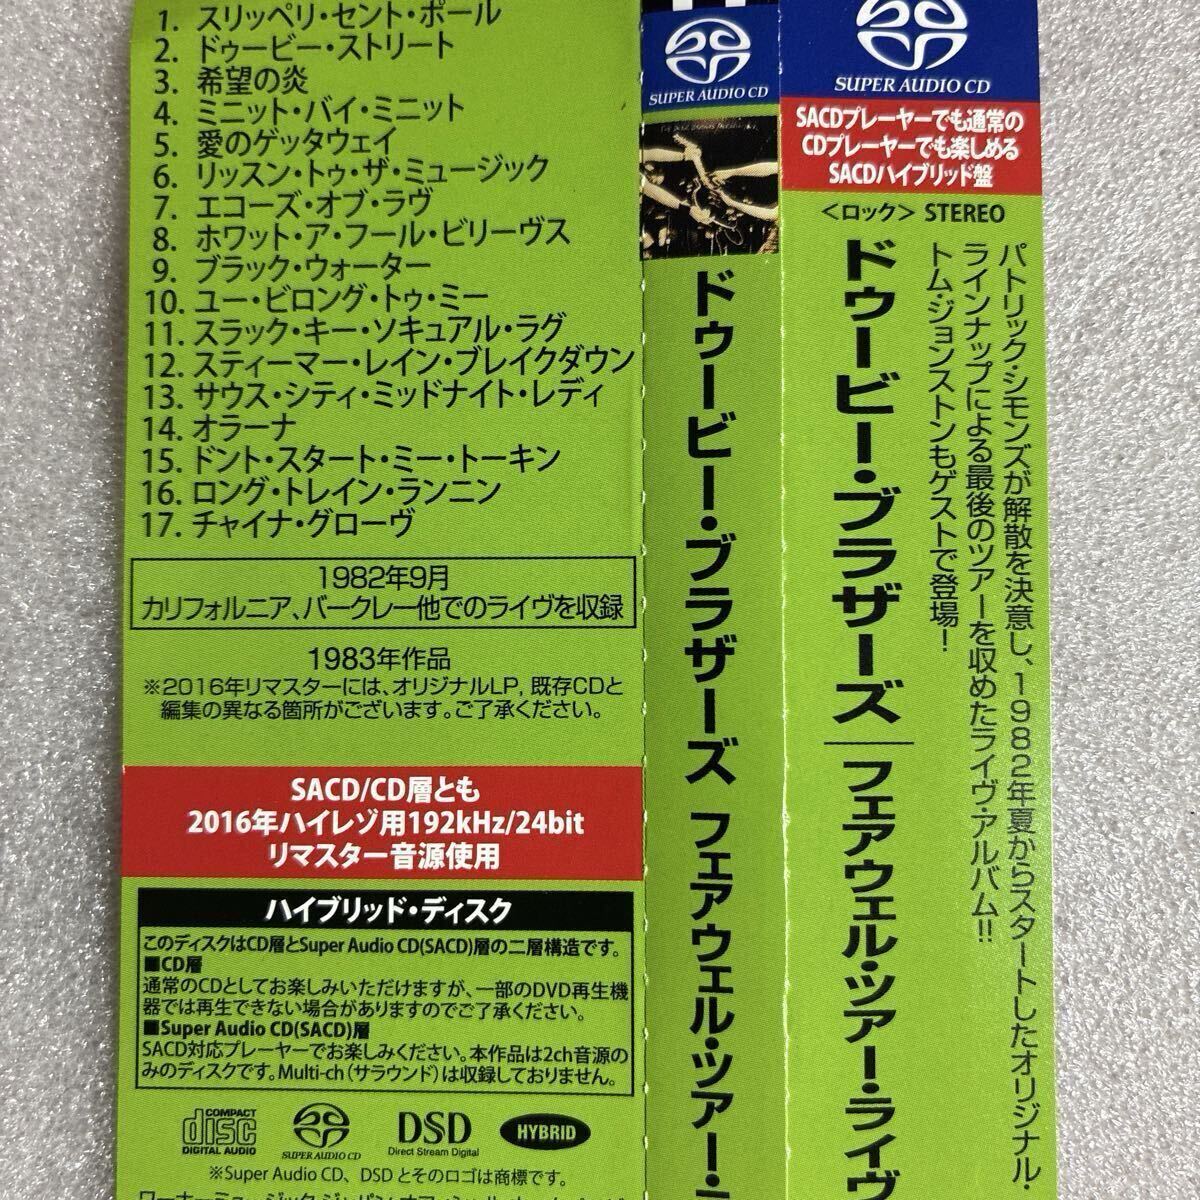 1. スリッペリ・セント・ポール
2. ドゥービー・ストリート
3. 希望の炎
4. ミニット・バイ・ミニット
5. 愛のゲッタウェイ
6. リッスン・トゥ・ザ・ミュージック
7. エコーズ・オブ・ラヴ
8. ホワット・ア・フール・ビリーヴス
9. ブラック・ウォーター
10. ユー・ビロング・トゥ・ミー
11. スラック・キー・ソキュアル・ラグ
12. スティーマー・レイン・ブレイクダウン
13. サウス・シティ・ミッドナイト・レディ
14. オラーナ
15. ドント・スタート・ミー・トーキン
16. ロング・トレイン・ランニン
17. チャイナ・グローヴ
1982年9月
カリフォルニア、バークレー他でのライヴを収録
1983年作品
※2016年リマスターには、オリジナルLP, 既存CDと
編集の異なる箇所がございます。ご了承ください。
SACD/CD層とも
2016年ハイレゾ用192kHz/24bit
リマスター音源使用
ハイブリッド・ディスク
このディスクはCD層とSuper Audio CD(SACD)層の二層構造です。
■CD層
通常のCDとしてお楽しみいただけますが、一部のDVD再生機
器では再生できない場合がありますのでご了承ください。
■Super Audio CD(SACD)層
SACD対応プレーヤーでお楽しみください。本作品は2ch音源の
みのディスクです。Multi-ch(サラウンド)は収録しておりません。
COMPACT
disc
DIGITAL AUDIO
SUPER AUDIO CD
DSD
Direct Stream Digital
HYBRID
※Super Audio CD、DSDとそのロゴは商標です。
SUPER AUDIO CD
ドゥービー・ブラザーズ フェアウェル・ツアー・
SUPER AUDIO CD
SACDプレーヤーでも通常の
CDプレーヤーでも楽しめる
SACDハイブリッド盤
＜ロック＞ STEREO
パトリック・シモンズが解散を決意し、1982年夏からスタートしたオリジナル・
ラインナップによる最後のツアーを収めたライヴ・アルバム!!
トム・ジョンストンもゲストで登場!
ドゥービー・ブラザーズ｜フェアウェル・ツアー・ライヴ